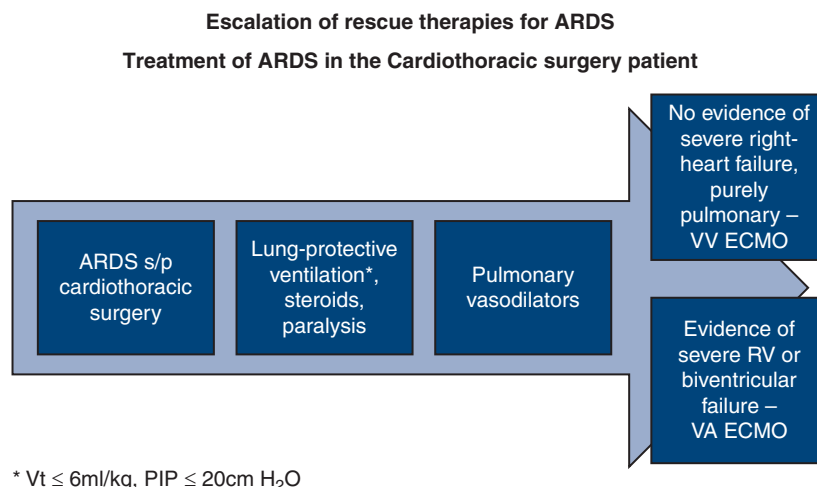 Escalation of rescue therapies for ARDS
Treatment of ARDS in the Cardiothoracic surgery patient
ARDS s/p
cardiothoracic
surgery
Lung-protective
ventilation*,
steroids,
paralysis
Pulmonary
vasodilators
No evidence of
severe right-
heart failure,
purely
pulmonary –
VV ECMO
Evidence of
severe RV or
biventricular
failure –
VA ECMO
* Vt ≤ 6ml/kg, PIP ≤ 20cm H₂O